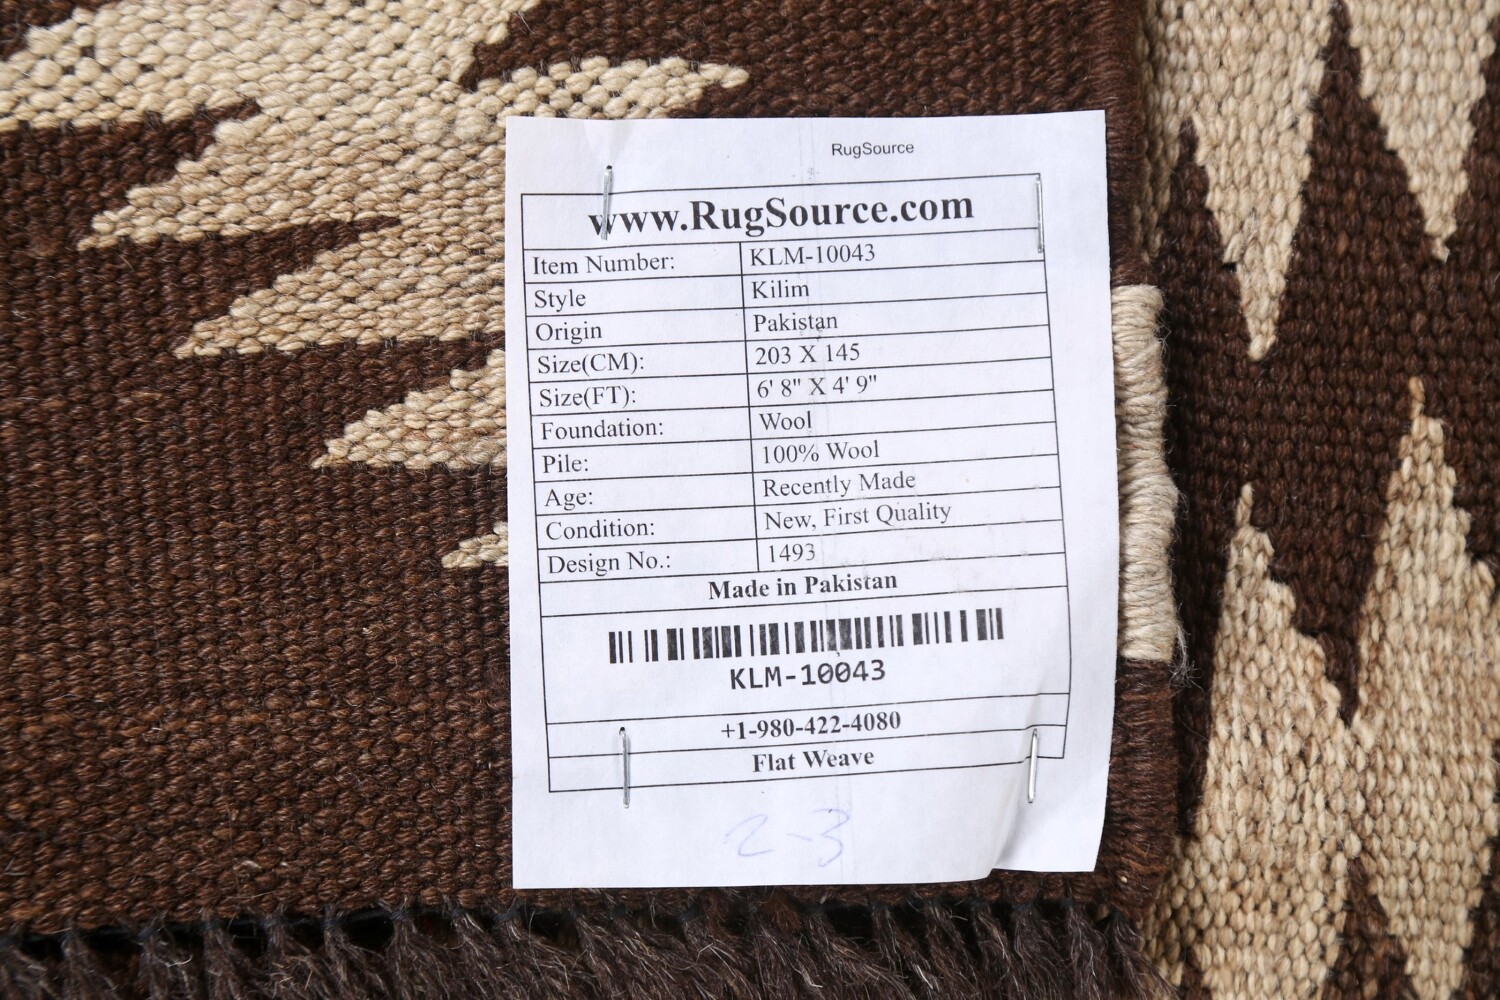 RugSource
www.RugSource.com
Item Number: KLM-10043
Style Kilim
Origin Pakistan
Size(CM): 203 X 145
Size(FT): 6' 8" X 4' 9"
Foundation: Wool
Pile: 100% Wool
Age: Recently Made
Condition: New, First Quality
Design No.: 1493
Made in Pakistan
KLM-10043
+1-980-422-4080
Flat Weave
2-3